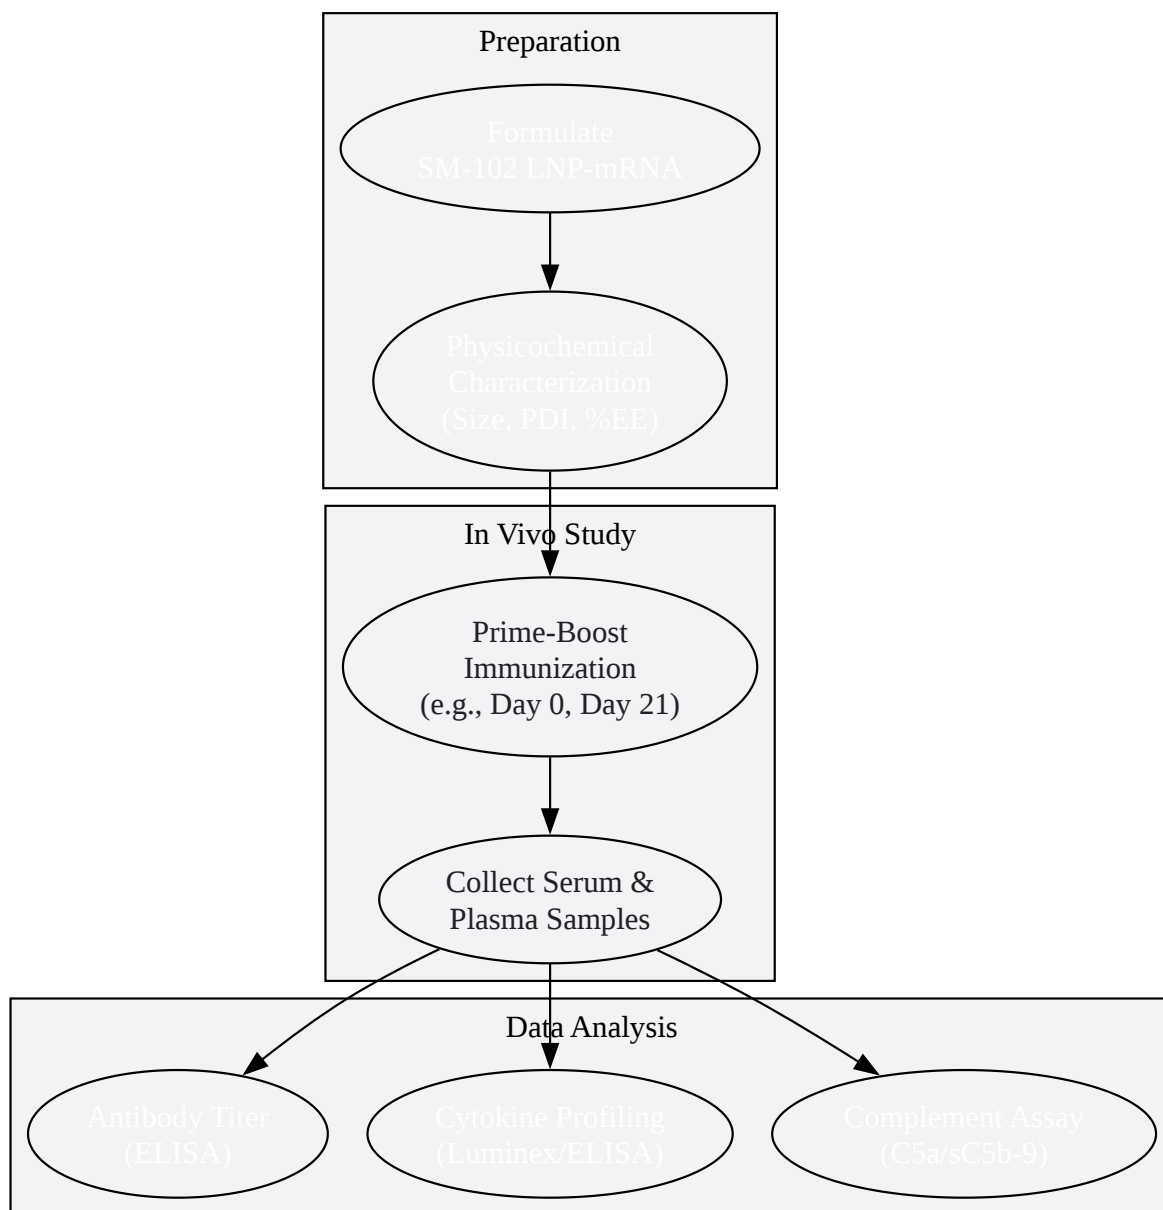 Preparation
Formulate
SM-102 LNP-mRNA
Physicochemical
Characterization
(Size, PDI, %EE)
In Vivo Study
Prime-Boost
Immunization
(e.g., Day 0, Day 21)
Collect Serum &
Plasma Samples
Data Analysis
Antibody Titer
(ELISA)
Cytokine Profiling
(Luminex/ELISA)
Complement Assay
(C5a/sC5b-9)